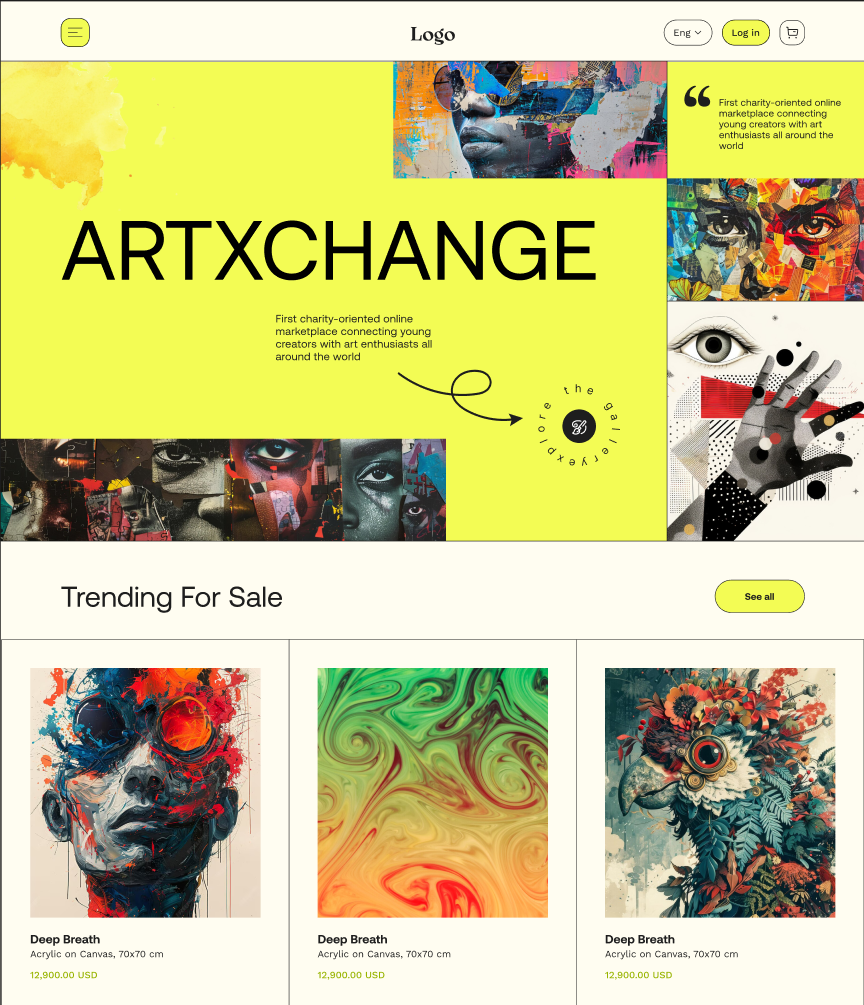 Logo
Eng
Log in
First charity-oriented online
marketplace connecting
young creators with art
enthusiasts all around the
world
ARTXCHANGE
First charity-oriented online
marketplace connecting young
creators with art enthusiasts all
around the world
explore the gallery
Trending For Sale
See all
Deep Breath
Acrylic on Canvas, 70x70 cm
12,900.00 USD
Deep Breath
Acrylic on Canvas, 70x70 cm
12,900.00 USD
Deep Breath
Acrylic on Canvas, 70x70 cm
12,900.00 USD